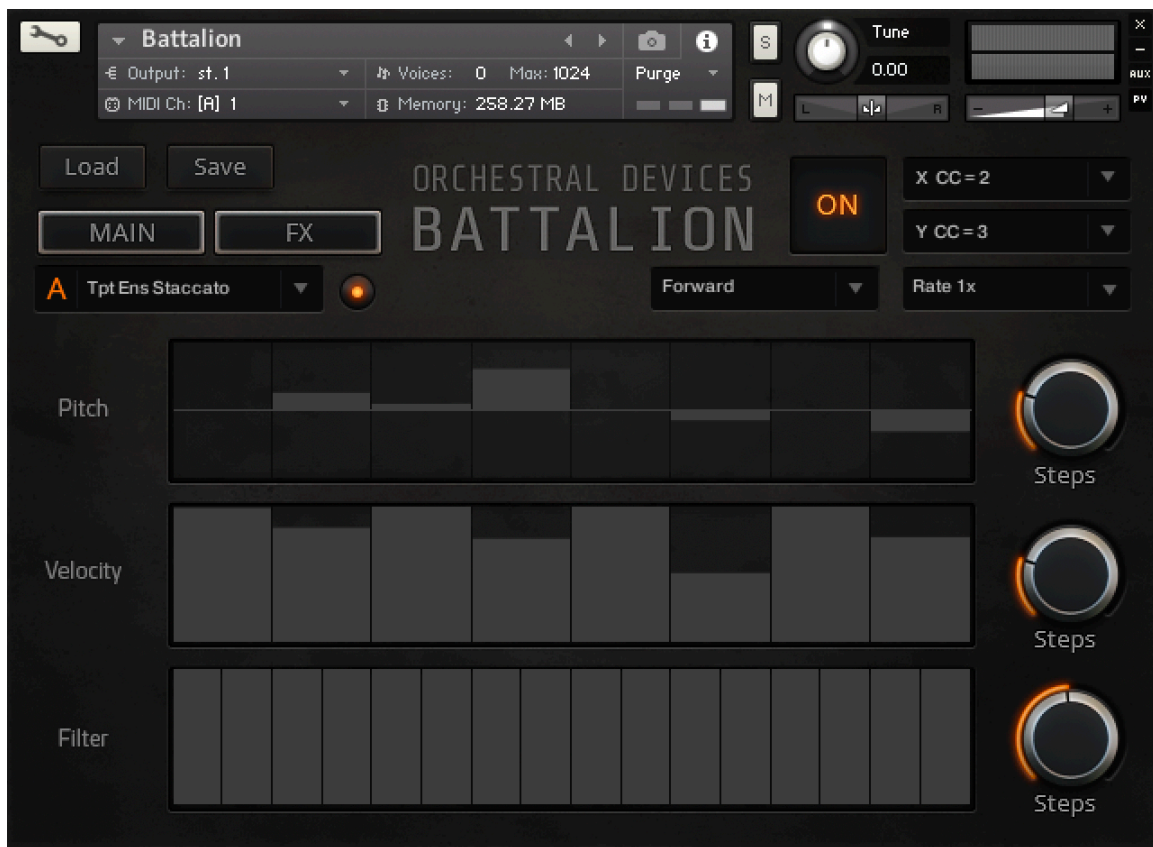 Battalion
Output: st. 1
Voices: 0 Max: 1024
Purge
MIDI Ch: [A] 1
Memory: 258.27 MB
i
S
M
Tune
0.00
L R
- +
X
-
AUX
PV
Load
Save
MAIN
FX
ORCHESTRAL DEVICES
BATTALION
ON
X CC = 2
Y CC = 3
A Tpt Ens Staccato
Forward
Rate 1x
Pitch
Steps
Velocity
Steps
Filter
Steps